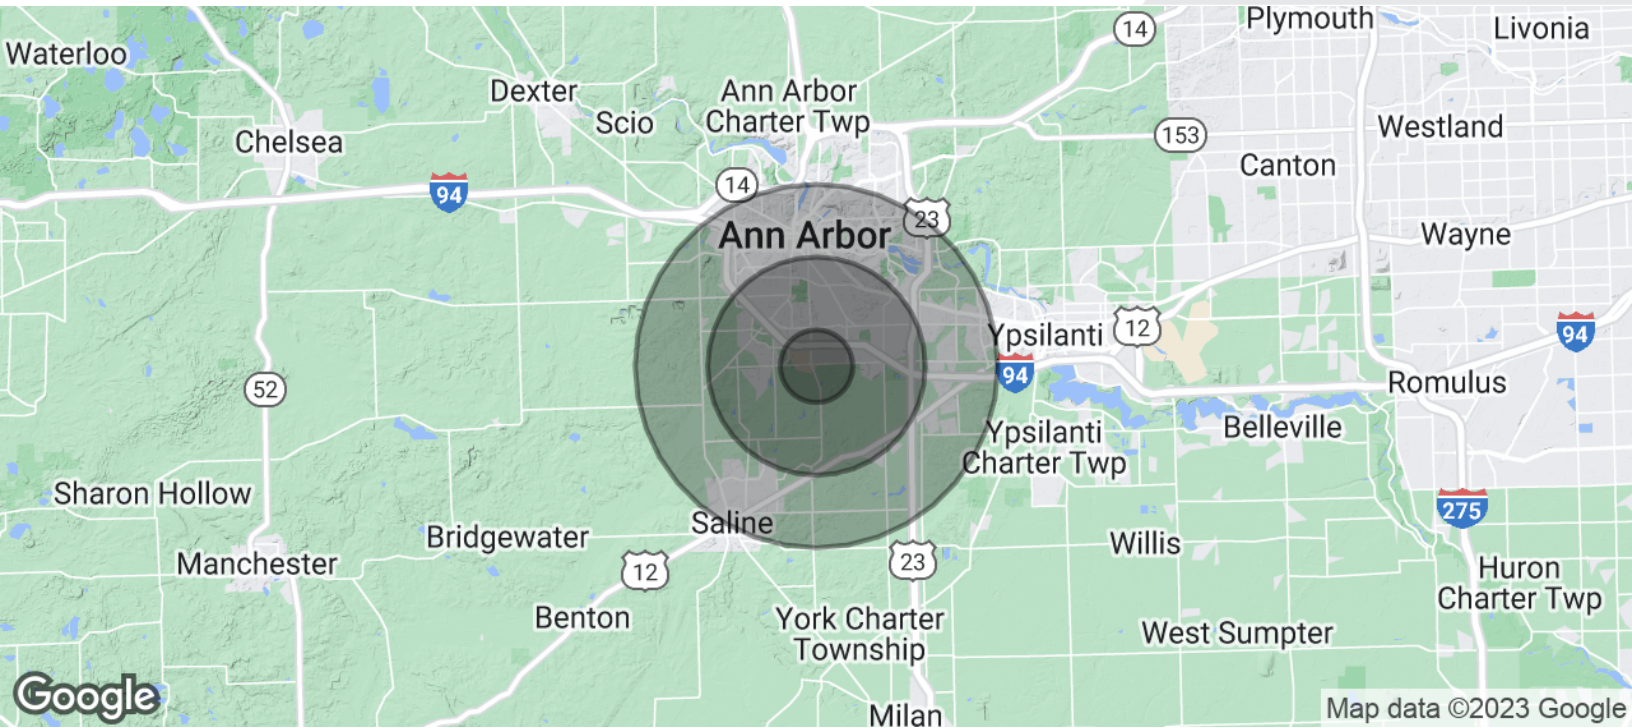 Plymouth
Livonia
14
Waterloo
Dexter
Ann Arbor
Charter Twp
Scio
Westland
153
Chelsea
Canton
94
14
23
Ann Arbor
Wayne
12
Ypsilanti
94
94
52
Romulus
Belleville
Ypsilanti
Charter Twp
Sharon Hollow
275
Saline
Bridgewater
Willis
Manchester
12
23
Huron
Charter Twp
Benton
York Charter
Township
West Sumpter
Google
Milan
Map data ©2023 Google